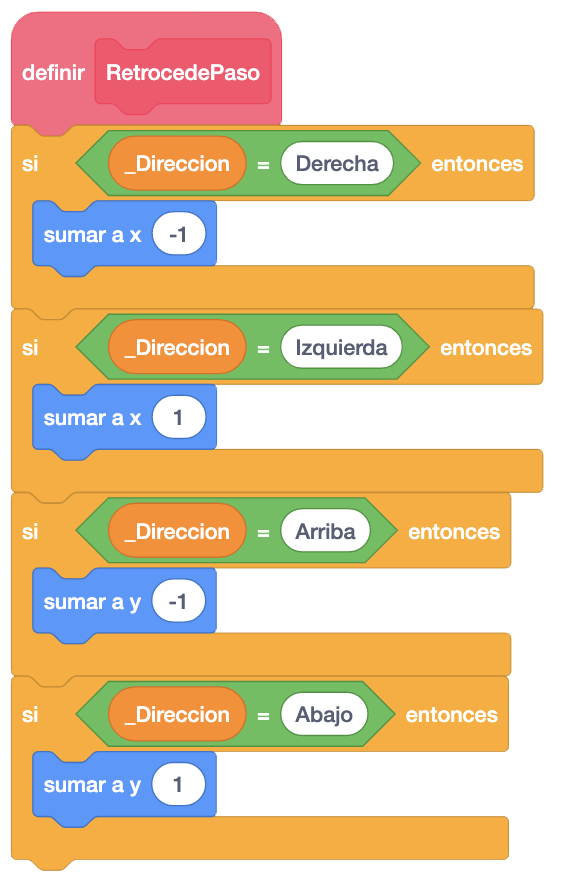 definir RetrocedePaso
si _Direccion = Derecha entonces
sumar a x -1
si _Direccion = Izquierda entonces
sumar a x 1
si _Direccion = Arriba entonces
sumar a y -1
si _Direccion = Abajo entonces
sumar a y 1